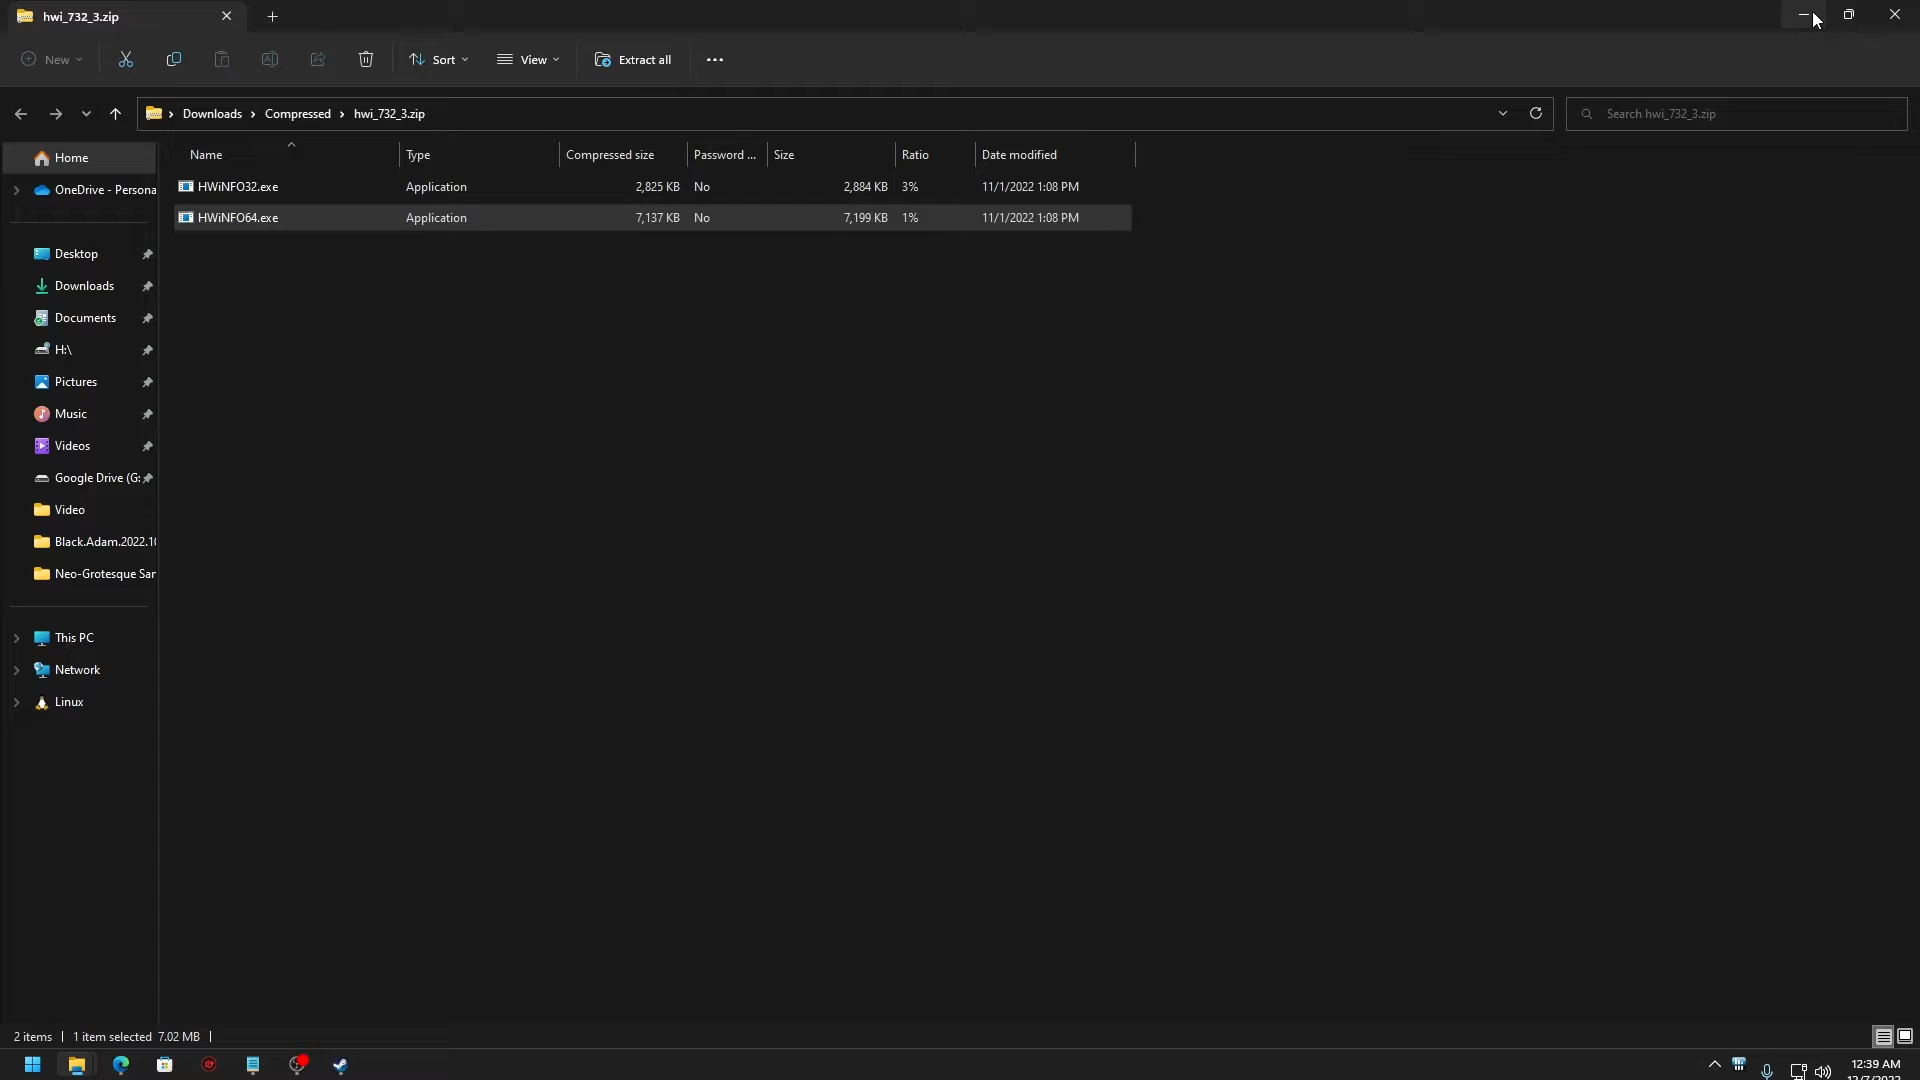 hwi_732_3.zip
New
Sort
View
Extract all
Downloads > Compressed > hwi_732_3.zip
Search hwi_732_3.zip
Name Type Compressed size Password ... Size Ratio Date modified
HWiNFO32.exe Application 2,825 KB No 2,884 KB 3% 11/1/2022 1:08 PM
HWiNFO64.exe Application 7,137 KB No 7,199 KB 1% 11/1/2022 1:08 PM
Home
OneDrive - Persona
Desktop
Downloads
Documents
H:\
Pictures
Music
Videos
Google Drive (G:
Video
Black.Adam.2022.10
Neo-Grotesque Sar
This PC
Network
Linux
2 items | 1 item selected 7.02 MB |
12:39 AM